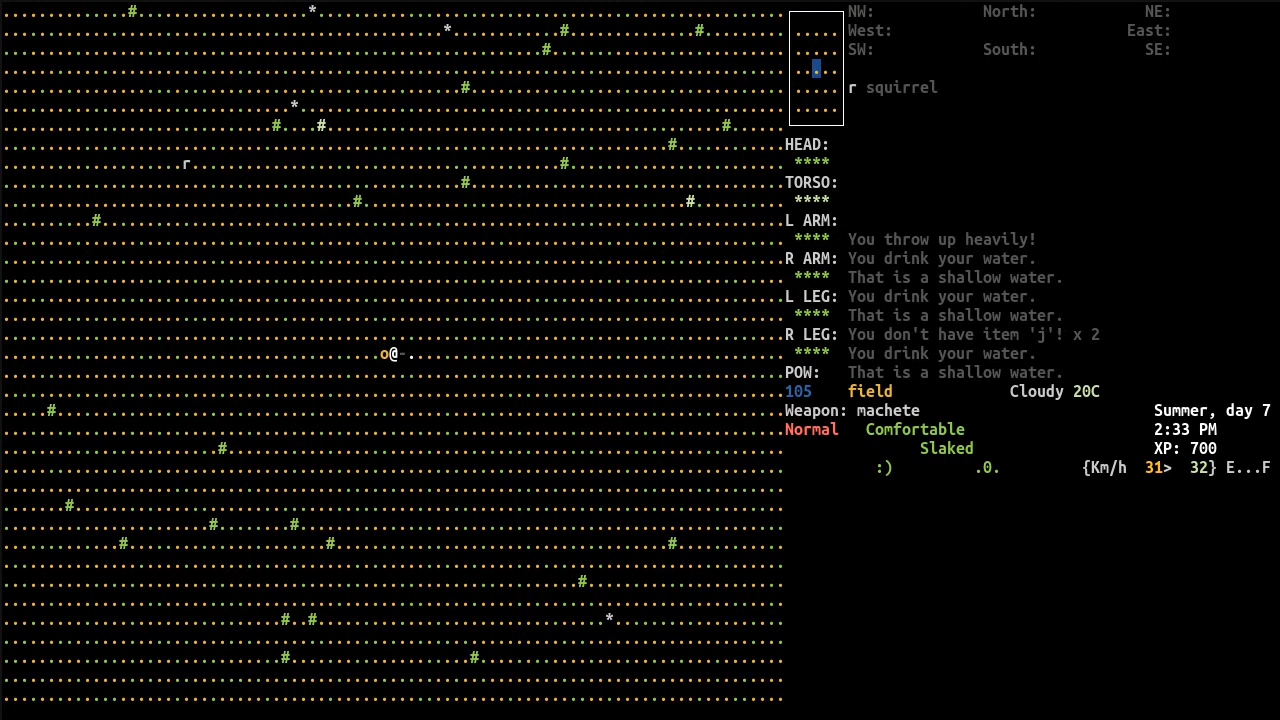 NW: North: NE:
West: East:
SW: South: SE:
r squirrel
HEAD:
****
TORSO:
****
L ARM:
**** You throw up heavily!
R ARM: You drink your water.
**** That is a shallow water.
L LEG: You drink your water.
**** That is a shallow water.
R LEG: You don't have item 'j'! x 2
**** You drink your water.
POW: That is a shallow water.
105 field Cloudy 20C
Weapon: machete Summer, day 7
Normal Comfortable 2:33 PM
Slaked XP: 700
:) .0. {Km/h 31> 32} E...F